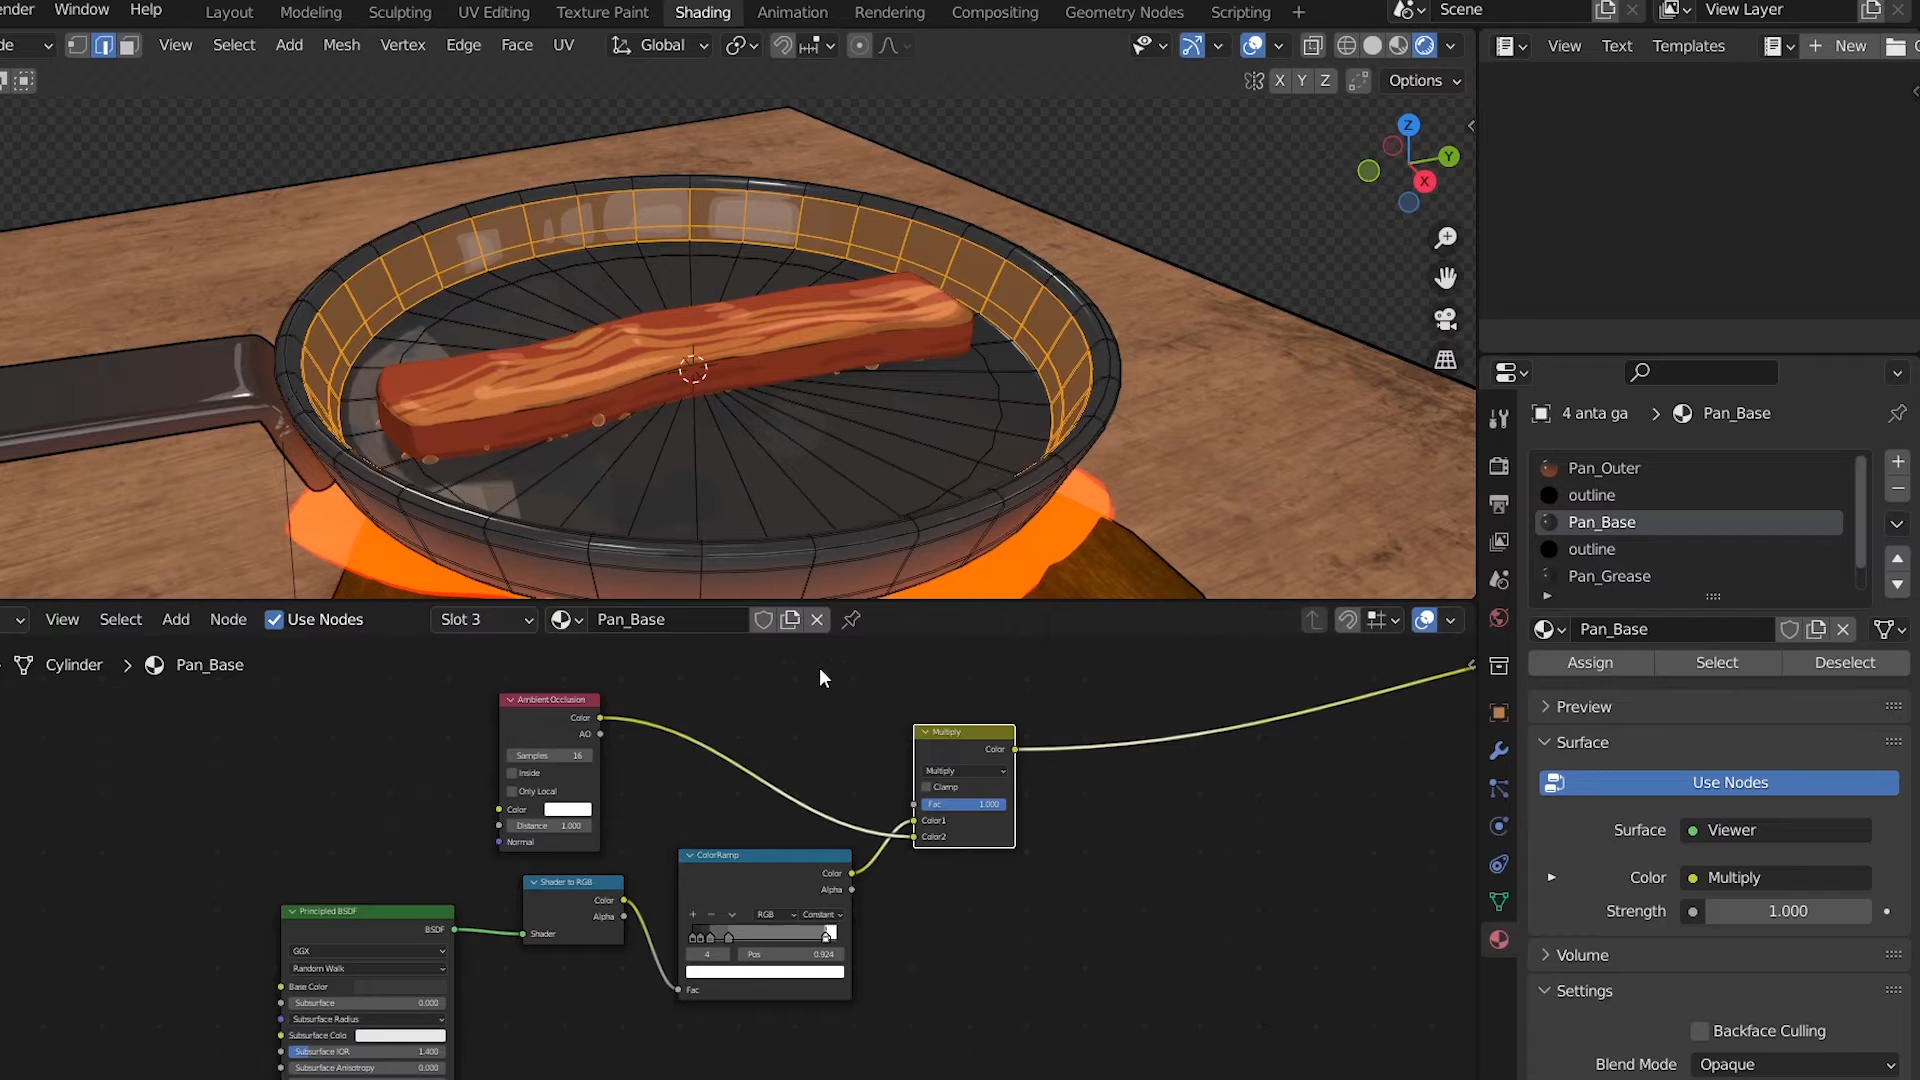 ender Window Help Layout Modeling Sculpting UV Editing Texture Paint Shading Animation Rendering Compositing Geometry Nodes Scripting + Scene View Layer
de View Select Add Mesh Vertex Edge Face UV Global View Text Templates + New
X Y Z Options
Z
Y
X
4 anta ga > Pan_Base
Pan_Outer
outline
Pan_Base
outline
Pan_Grease
View Select Add Node Use Nodes Slot 3 Pan_Base
Pan_Base
Assign Select Deselect
Cylinder > Pan_Base
Preview
Surface
Use Nodes
Surface Viewer
Color Multiply
Strength 1.000
Volume
Settings
Backface Culling
Blend Mode Opaque
Ambient Occlusion
Color
AO
Samples 16
Inside
Only Local
Color
Distance 1.000
Normal
Multiply
Color
Multiply
Clamp
Fac 1.000
Color1
Color2
ColorRamp
Color
Alpha
+ − RGB Constant
4 Pos 0.924
Fac
Shader to RGB
Color
Alpha
Shader
Principled BSDF
BSDF
GGX
Random Walk
Base Color
Subsurface 0.000
Subsurface Radius
Subsurface Colo
Subsurface IOR 1.400
Subsurface Anisotropy 0.000